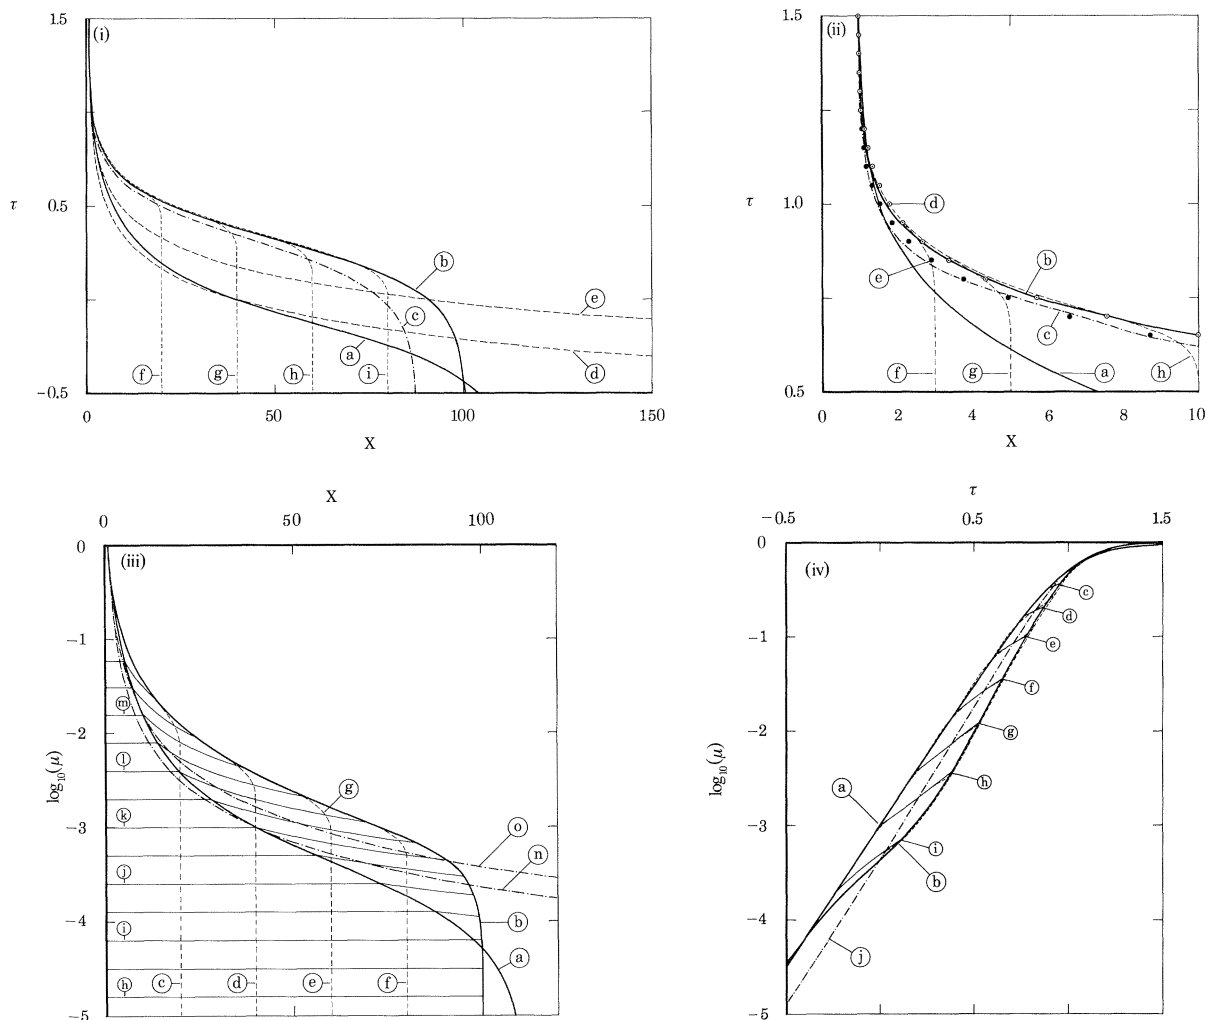 (i)
1.5
0.5
−0.5
τ
b
e
c
a
d
f
g
h
i
0
50
100
150
X
(ii)
1.5
1.0
0.5
τ
d
b
e
c
f
g
a
h
0
2
4
6
8
10
X
X
0
50
100
(iii)
0
−1
−2
−3
−4
−5
log₁₀(μ)
m
l
g
k
o
n
j
b
i
a
h
c
d
e
f
τ
−0.5
0.5
1.5
(iv)
0
−1
−2
−3
−4
−5
log₁₀(μ)
c
d
e
f
g
h
a
i
b
j